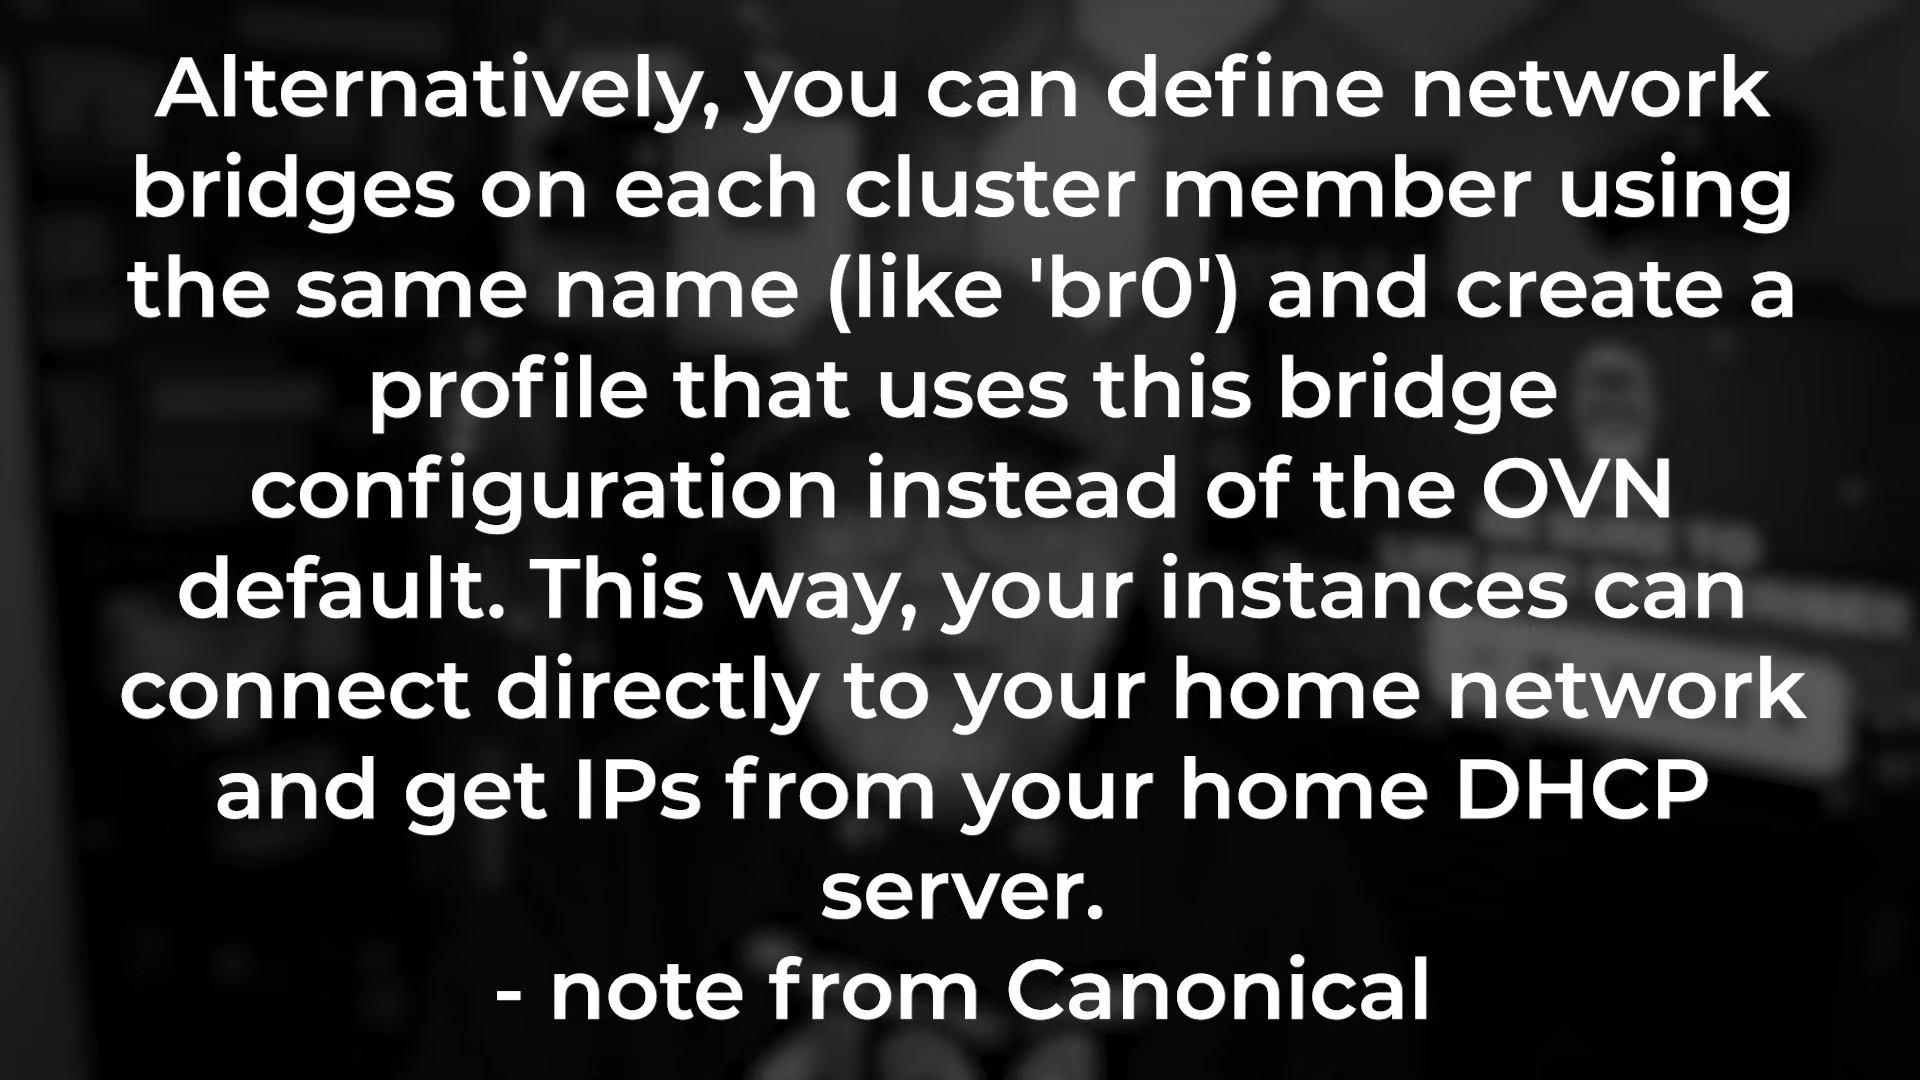 Alternatively, you can define network
bridges on each cluster member using
the same name (like 'br0') and create a
profile that uses this bridge
configuration instead of the OVN
default. This way, your instances can
connect directly to your home network
and get IPs from your home DHCP
server.
- note from Canonical